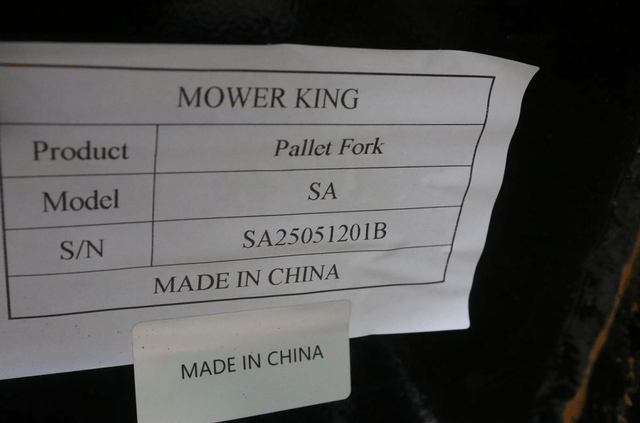 MOWER KING
Product Pallet Fork
Model SA
S/N SA25051201B
MADE IN CHINA
MADE IN CHINA